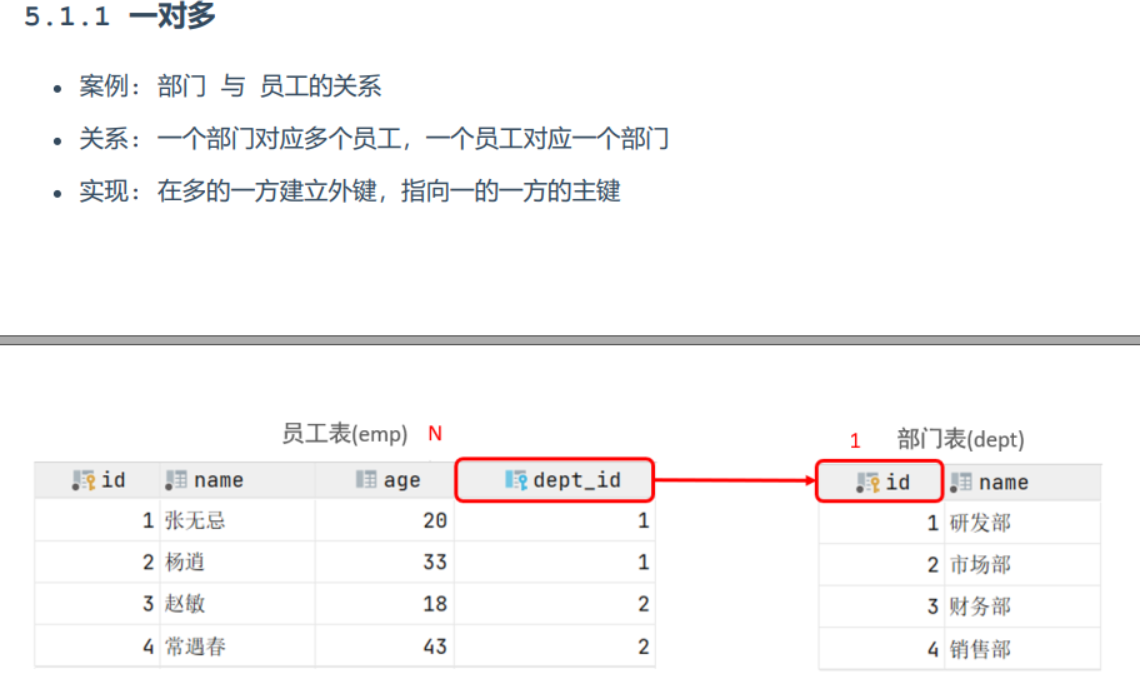 5.1.1 一对多
• 案例： 部门 与 员工的关系
• 关系： 一个部门对应多个员工，一个员工对应一个部门
• 实现： 在多的一方建立外键，指向一的一方的主键
员工表(emp) N
id name age dept_id
1 张无忌 20 1
2 杨逍 33 1
3 赵敏 18 2
4 常遇春 43 2
1 部门表(dept)
id name
1 研发部
2 市场部
3 财务部
4 销售部